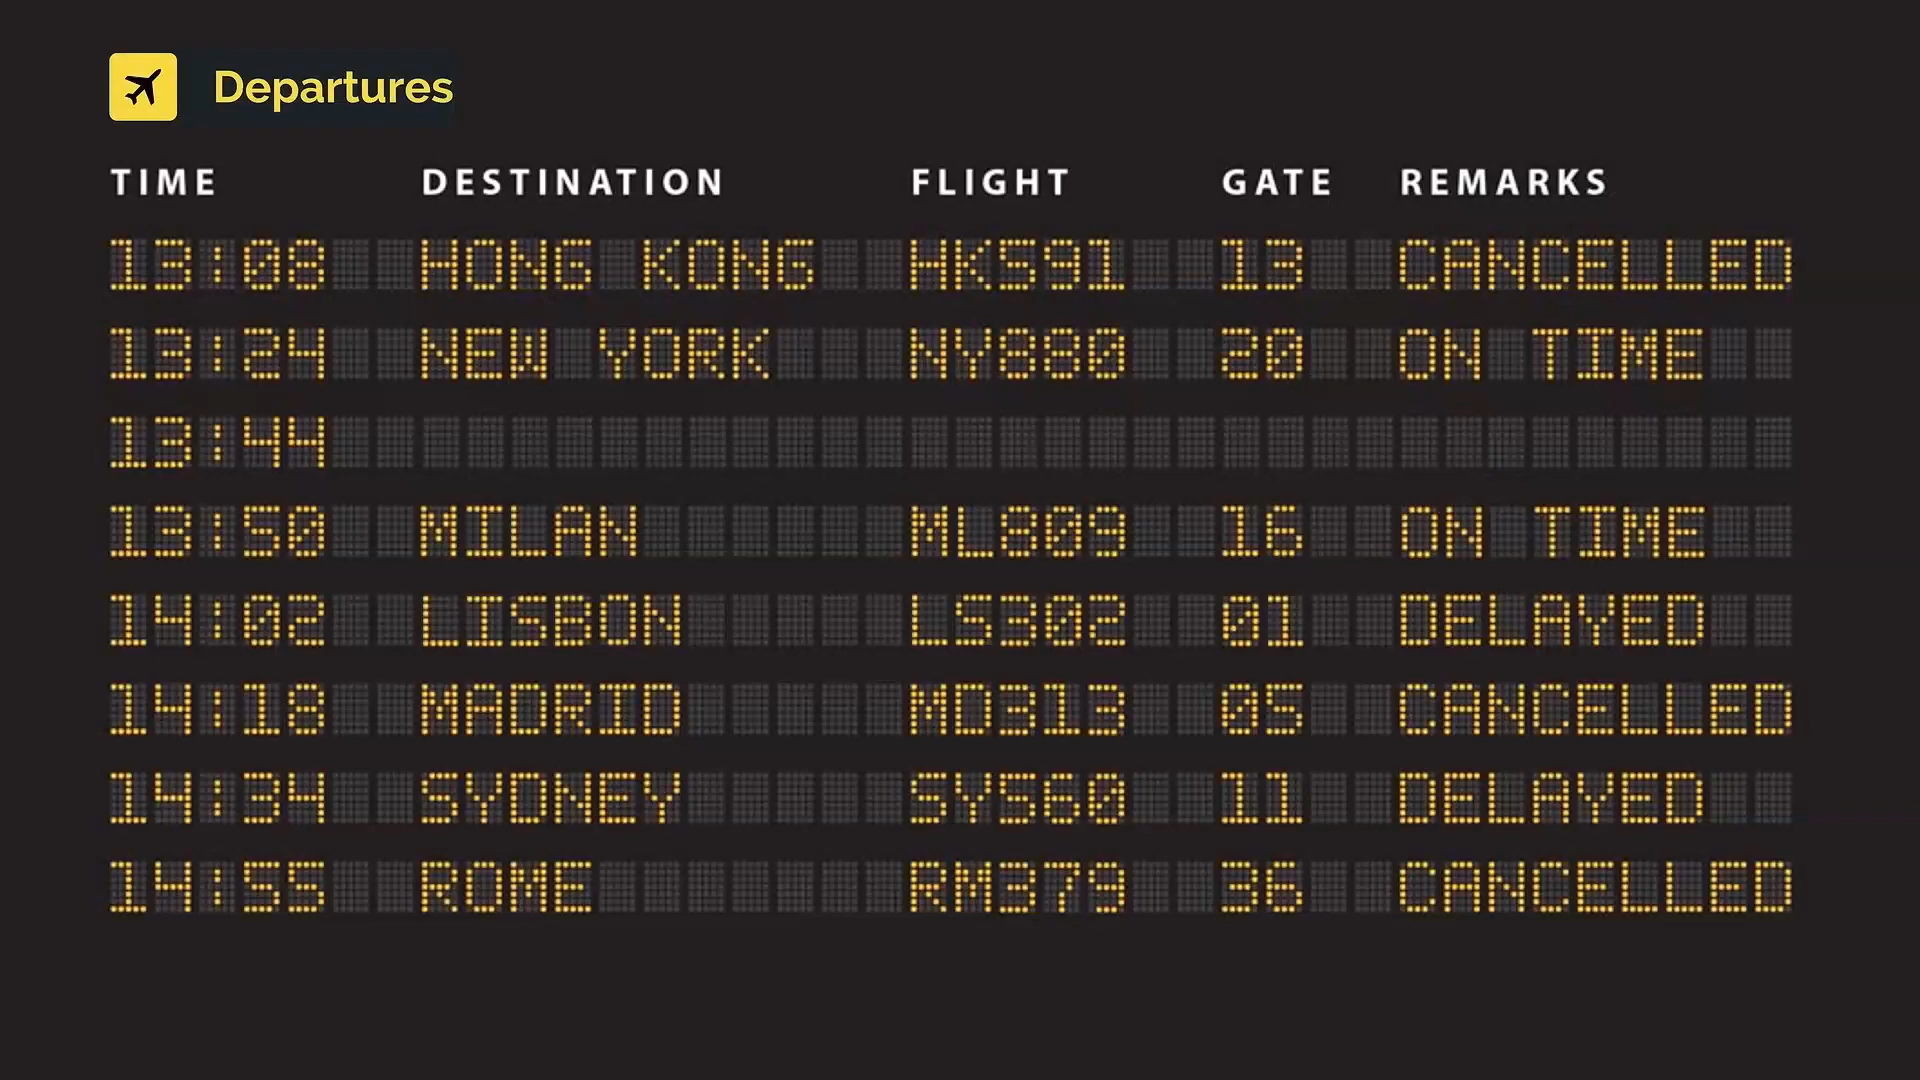 Departures
TIME DESTINATION FLIGHT GATE REMARKS
13:08 HONG KONG HK591 13 CANCELLED
13:24 NEW YORK NY880 20 ON TIME
13:44
13:50 MILAN ML809 16 ON TIME
14:02 LISBON LS302 01 DELAYED
14:18 MADRID MD313 05 CANCELLED
14:34 SYDNEY SY560 11 DELAYED
14:55 ROME RM379 36 CANCELLED